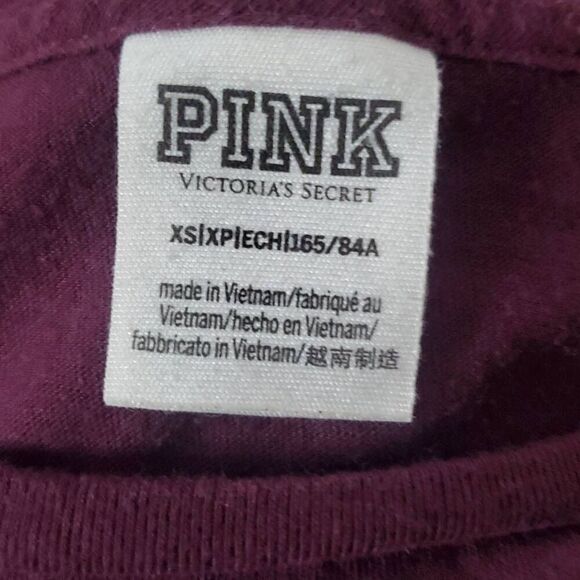 PINK
VICTORIA'S SECRET
XS|XP|ECH|165/84A
made in Vietnam/fabriqué au
Vietnam/hecho en Vietnam/
fabbricato in Vietnam/越南制造